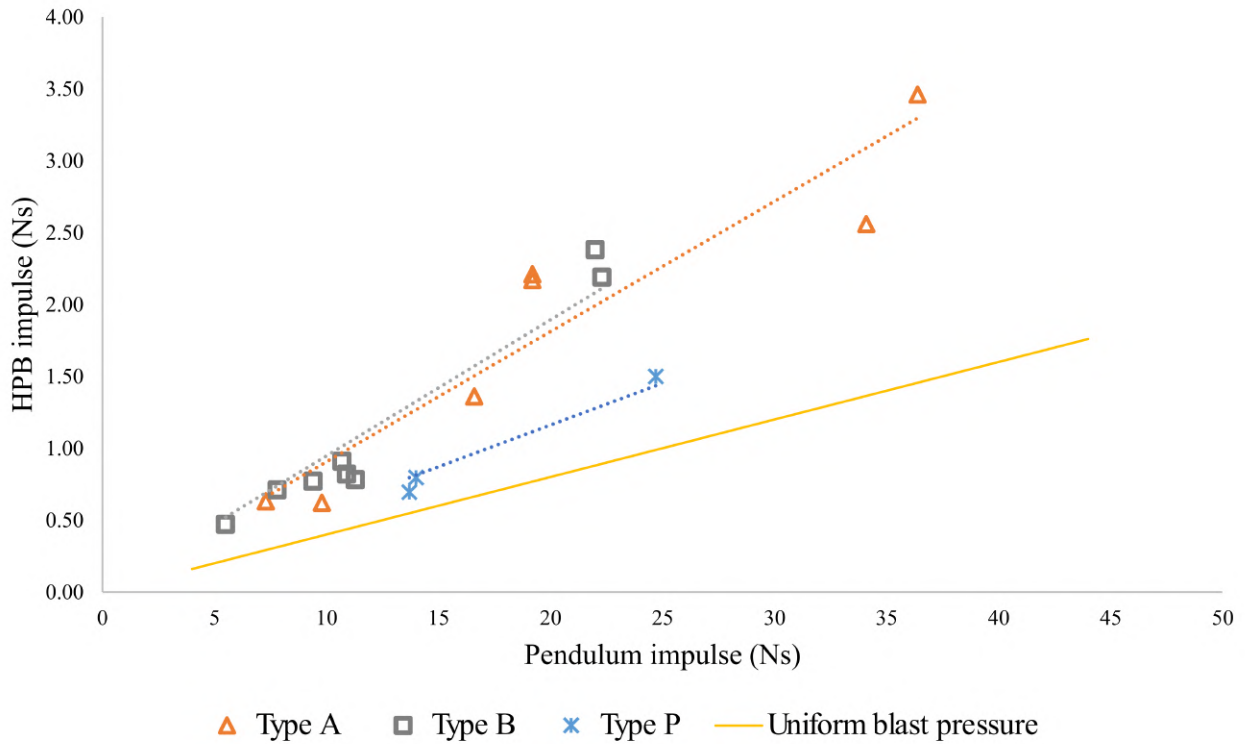 4.00
3.50
3.00
2.50
2.00
1.50
1.00
0.50
0.00
HPB impulse (Ns)
0 5 10 15 20 25 30 35 40 45 50
Pendulum impulse (Ns)
Type A Type B Type P Uniform blast pressure